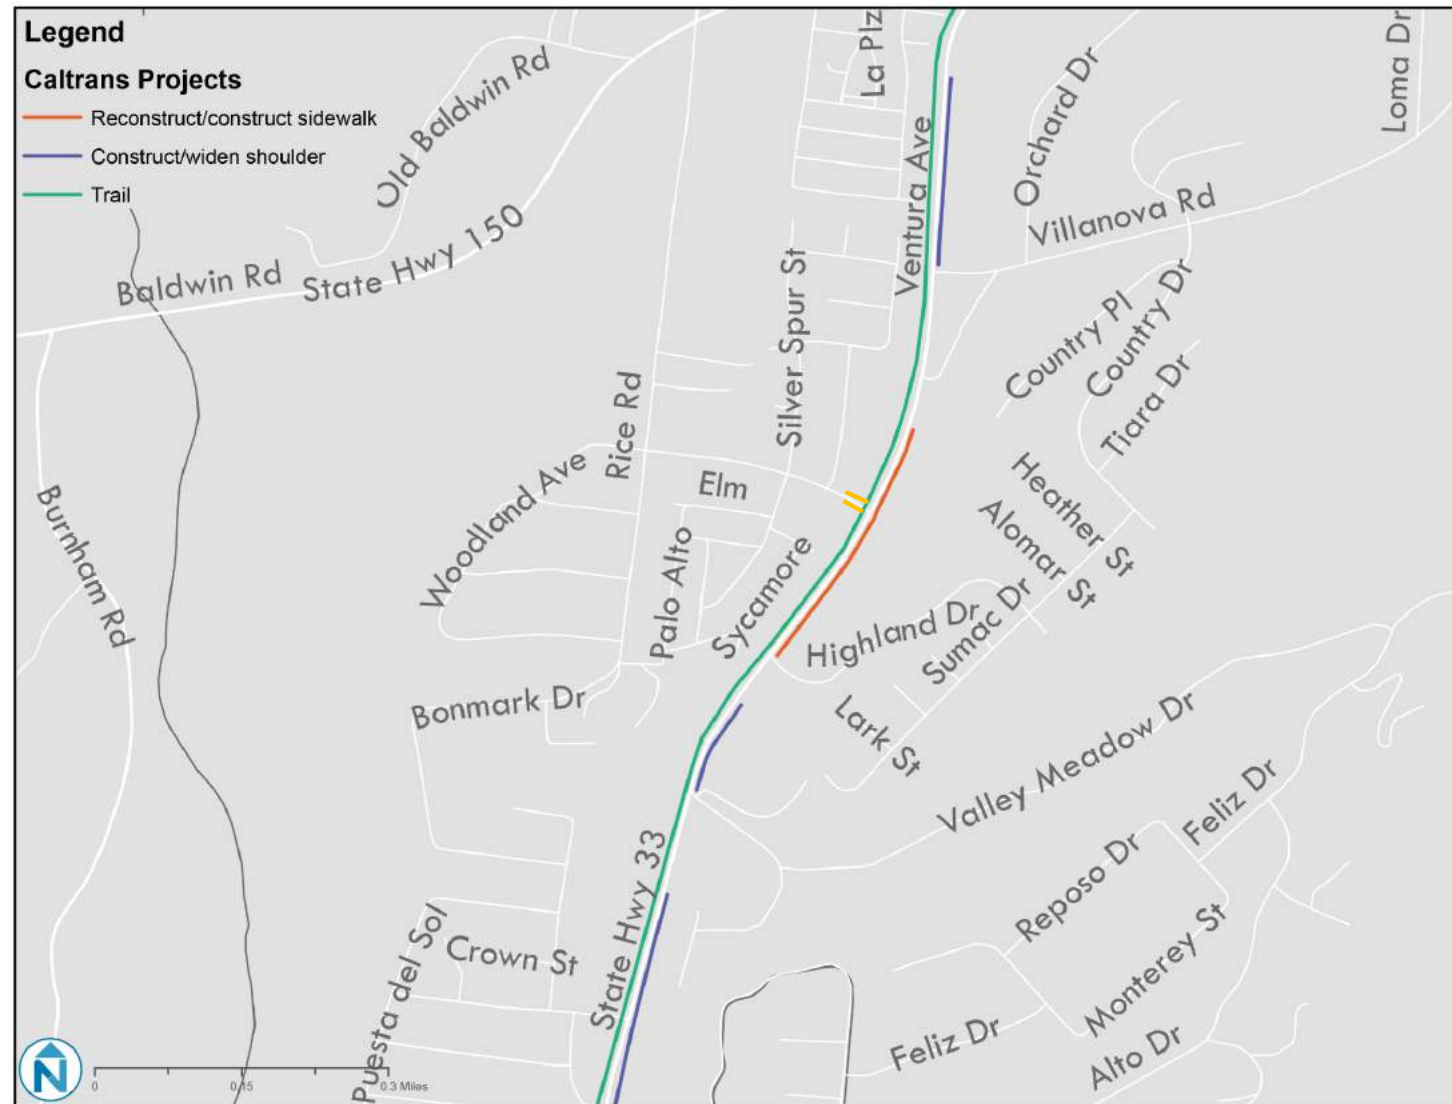 Legend
Caltrans Projects
Reconstruct/construct sidewalk
Construct/widen shoulder
Trail
Old Baldwin Rd
La Plz
Loma Dr
Orchard Dr
Ventura Ave
Villanova Rd
Baldwin Rd
State Hwy 150
Silver Spur St
Country Pl
Country Dr
Tiara Dr
Rice Rd
Woodland Ave
Elm
Heather St
Alomar St
Burnham Rd
Palo Alto
Sycamore
Highland Dr
Sumac Dr
Bonmark Dr
Lark St
Valley Meadow Dr
Feliz Dr
State Hwy 33
Reposo Dr
Monterey St
Puesta del Sol
Crown St
Feliz Dr
Alto Dr
N
0
0.15
0.3 Miles